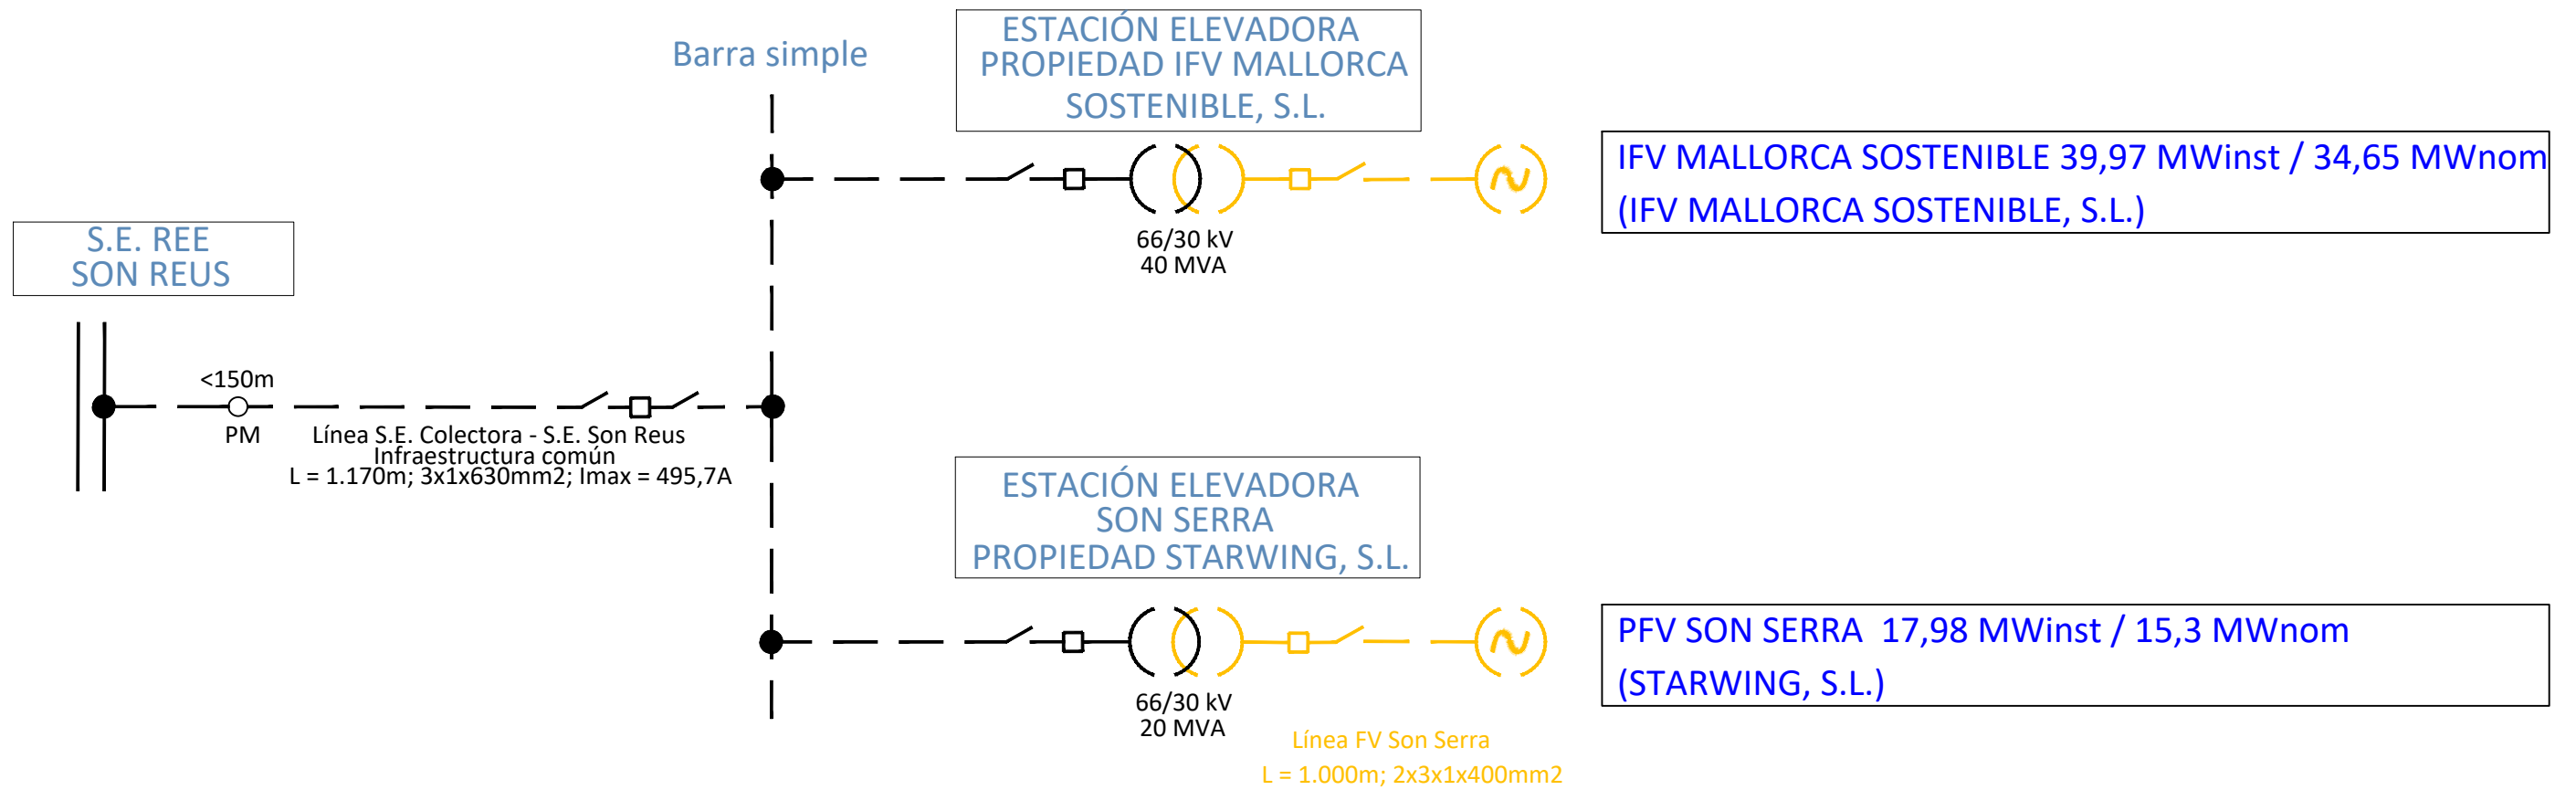 Barra simple
ESTACIÓN ELEVADORA
PROPIEDAD IFV MALLORCA
SOSTENIBLE, S.L.
IFV MALLORCA SOSTENIBLE 39,97 MWinst / 34,65 MWnom
(IFV MALLORCA SOSTENIBLE, S.L.)
66/30 kV
40 MVA
S.E. REE
SON REUS
<150m
PM
Línea S.E. Colectora - S.E. Son Reus
Infraestructura común
L = 1.170m; 3x1x630mm2; Imax = 495,7A
ESTACIÓN ELEVADORA
SON SERRA
PROPIEDAD STARWING, S.L.
PFV SON SERRA 17,98 MWinst / 15,3 MWnom
(STARWING, S.L.)
66/30 kV
20 MVA
Línea FV Son Serra
L = 1.000m; 2x3x1x400mm2